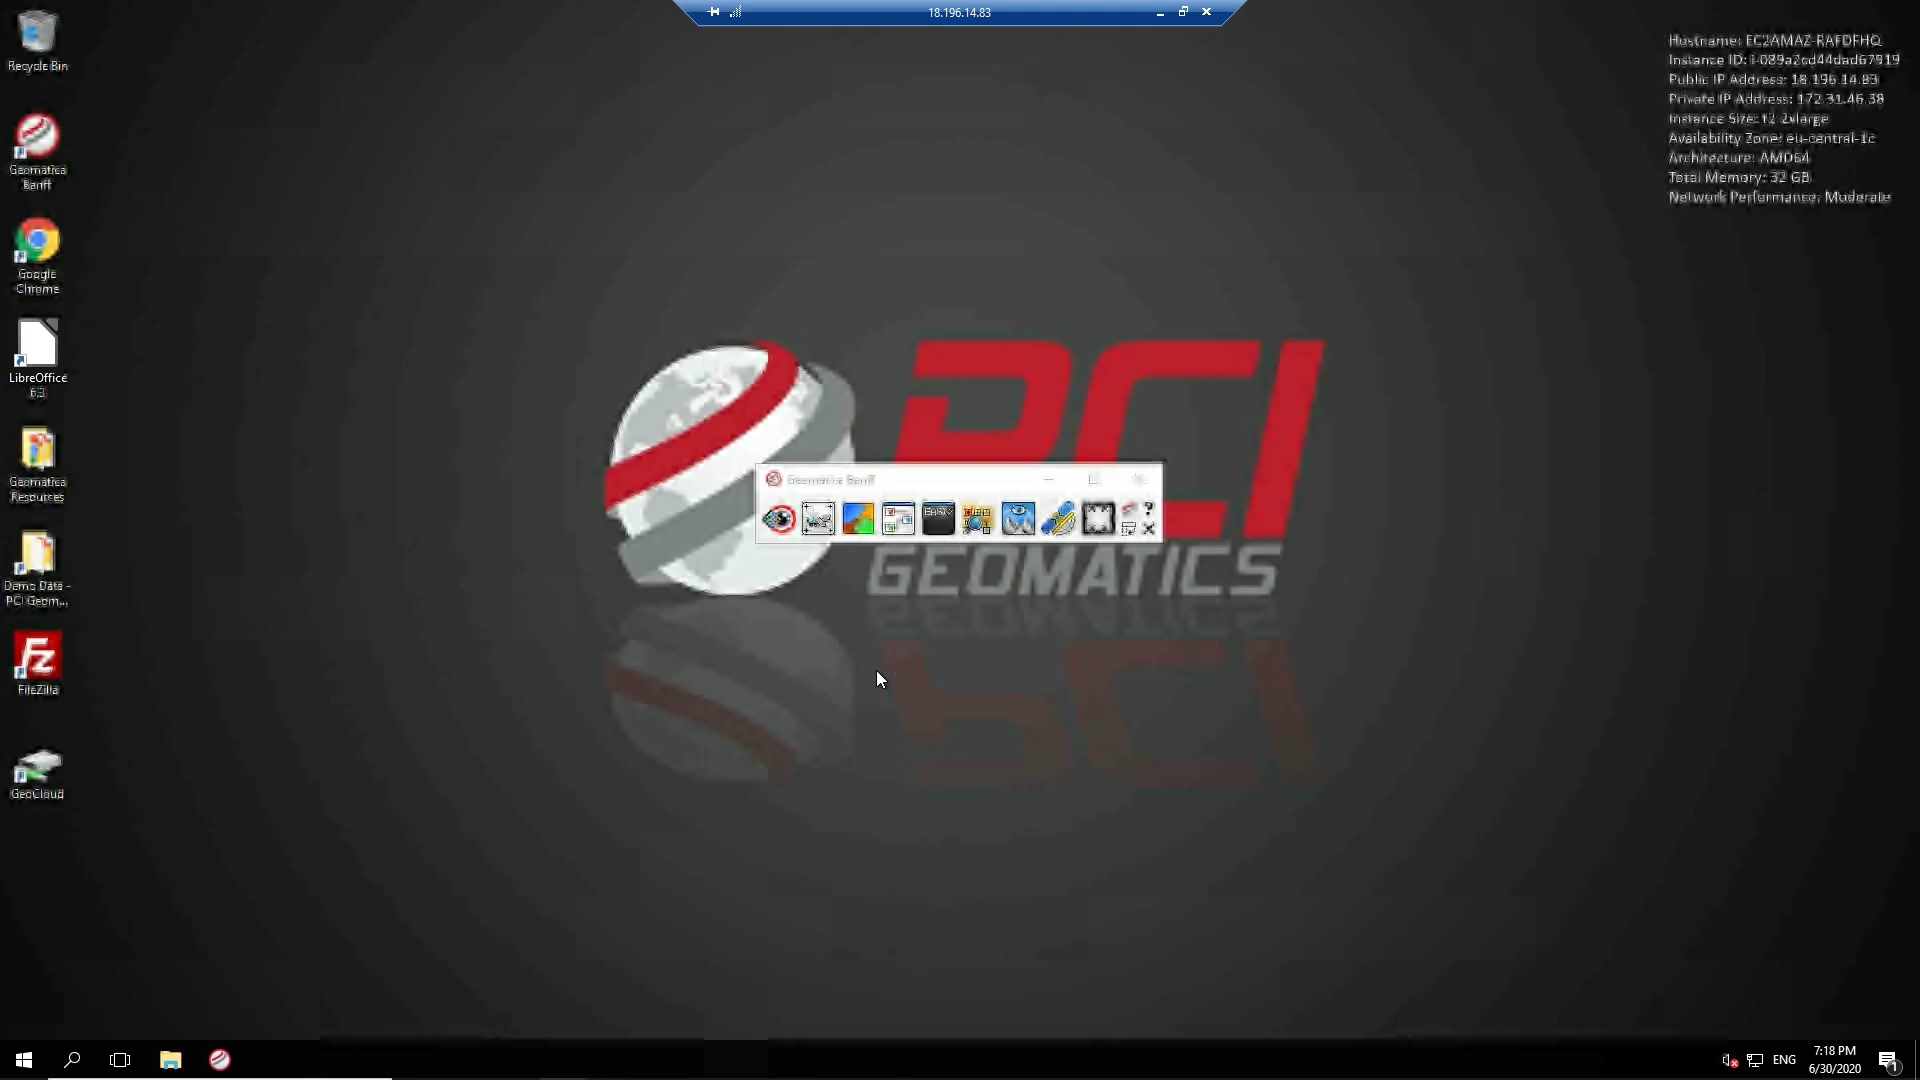 18.196.14.83
Recycle Bin
Geomatica
Banff
Google
Chrome
LibreOffice
6.3
Geomatica
Resources
Demo Data -
PCI Geom...
FileZilla
GeoCloud
Hostname: EC2AMAZ-RAFDFHQ
Instance ID:
Public IP Address: 18.196.14.83
Private IP Address: 172.31.46.38
Instance Size: t2.2xlarge
Availability Zone: eu-central-1c
Architecture: AMD64
Total Memory: 32 GB
Network Performance: Moderate
PCI
GEOMATICS
Geomatica Banff
EASI>
Fz
ENG
7:18 PM
6/30/2020
1